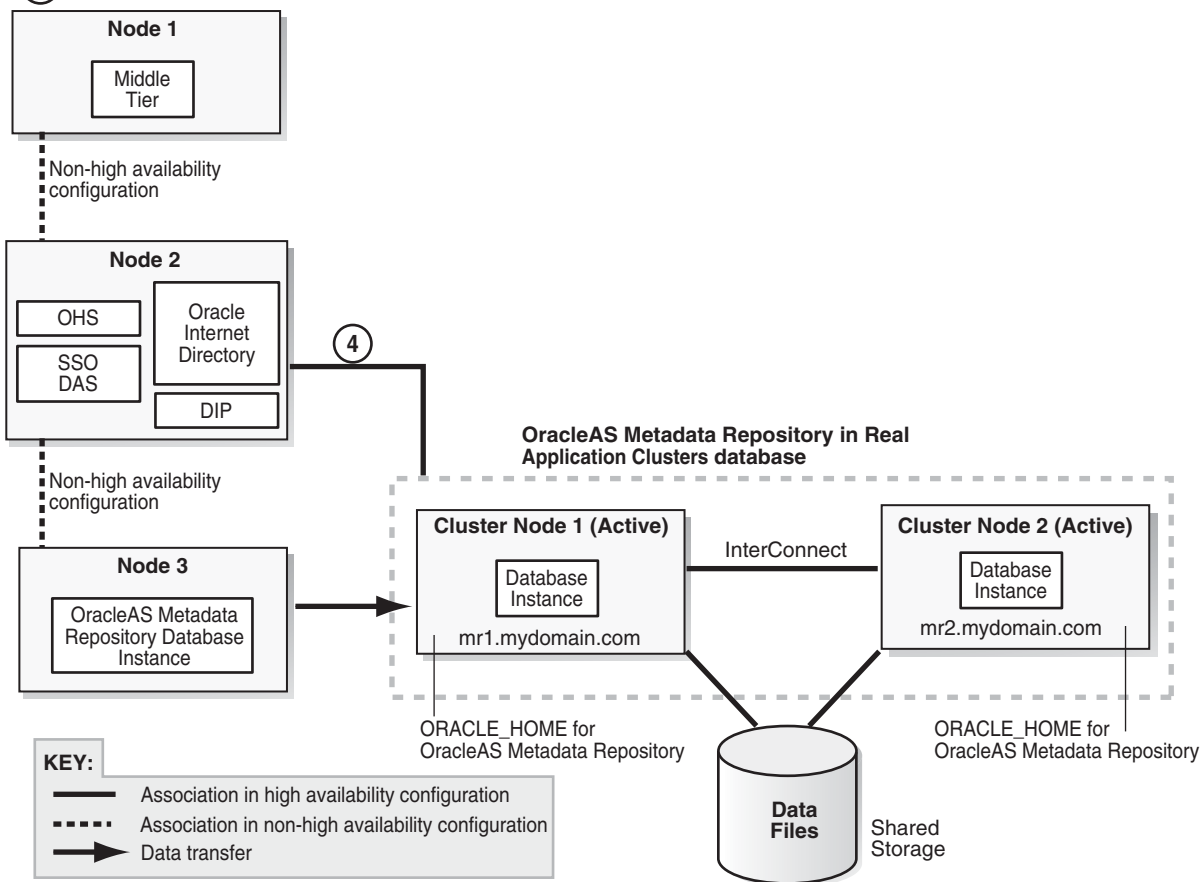 Node 1
Middle
Tier
Non-high availability
configuration
Node 2
OHS
SSO
DAS
Oracle
Internet
Directory
DIP
4
Non-high availability
configuration
Node 3
OracleAS Metadata
Repository Database
Instance
OracleAS Metadata Repository in Real
Application Clusters database
Cluster Node 1 (Active)
Database
Instance
mr1.mydomain.com
InterConnect
Cluster Node 2 (Active)
Database
Instance
mr2.mydomain.com
ORACLE_HOME for
OracleAS Metadata Repository
ORACLE_HOME for
OracleAS Metadata Repository
Data
Files
Shared
Storage
KEY:
Association in high availability configuration
Association in non-high availability configuration
Data transfer